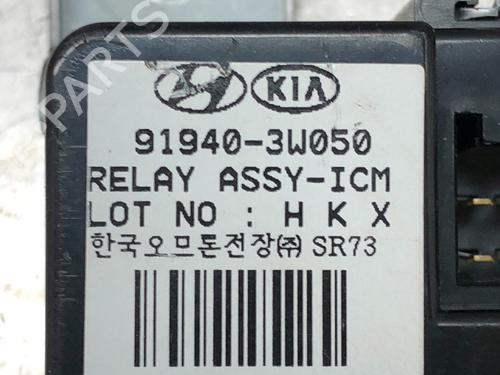 PARTS
KIA
91940-3W050
RELAY ASSY-ICM
LOT NO : H K X
한국오므론전장㈜ SR73